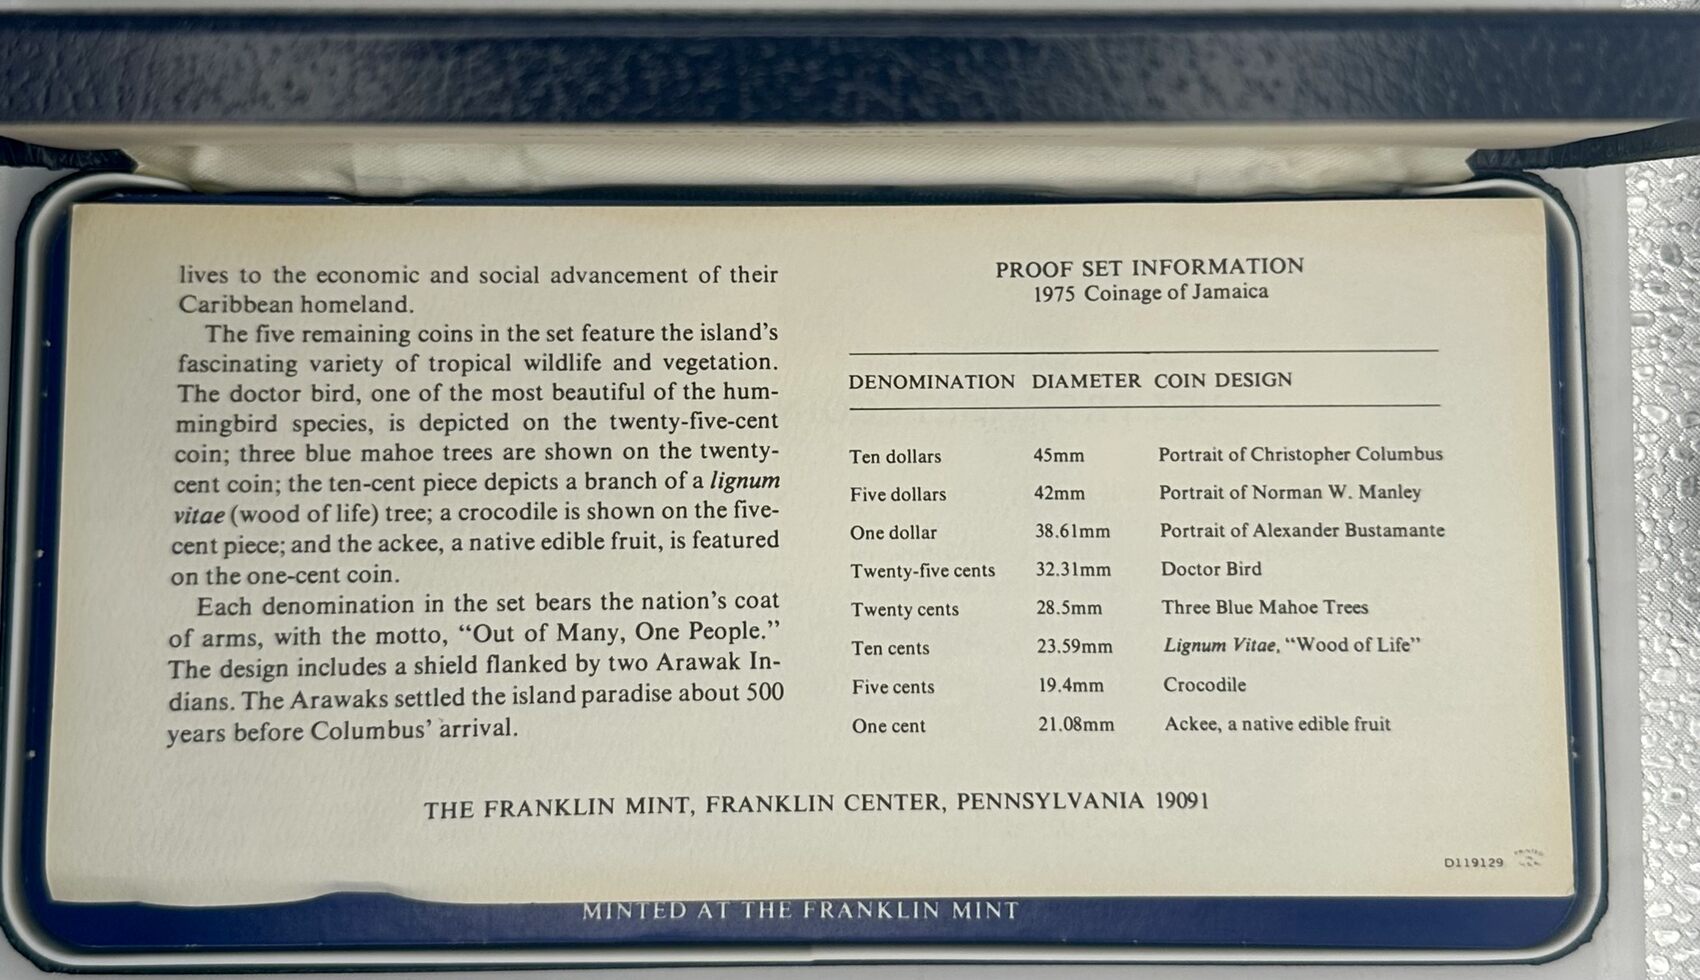 lives to the economic and social advancement of their
Caribbean homeland.
The five remaining coins in the set feature the island's
fascinating variety of tropical wildlife and vegetation.
The doctor bird, one of the most beautiful of the hum-
mingbird species, is depicted on the twenty-five-cent
coin; three blue mahoe trees are shown on the twenty-
cent coin; the ten-cent piece depicts a branch of a lignum
vitae (wood of life) tree; a crocodile is shown on the five-
cent piece; and the ackee, a native edible fruit, is featured
on the one-cent coin.
Each denomination in the set bears the nation's coat
of arms, with the motto, “Out of Many, One People.”
The design includes a shield flanked by two Arawak In-
dians. The Arawaks settled the island paradise about 500
years before Columbus' arrival.
PROOF SET INFORMATION
1975 Coinage of Jamaica
DENOMINATION DIAMETER COIN DESIGN
Ten dollars 45mm Portrait of Christopher Columbus
Five dollars 42mm Portrait of Norman W. Manley
One dollar 38.61mm Portrait of Alexander Bustamante
Twenty-five cents 32.31mm Doctor Bird
Twenty cents 28.5mm Three Blue Mahoe Trees
Ten cents 23.59mm Lignum Vitae, “Wood of Life”
Five cents 19.4mm Crocodile
One cent 21.08mm Ackee, a native edible fruit
THE FRANKLIN MINT, FRANKLIN CENTER, PENNSYLVANIA 19091
D119129
MINTED AT THE FRANKLIN MINT